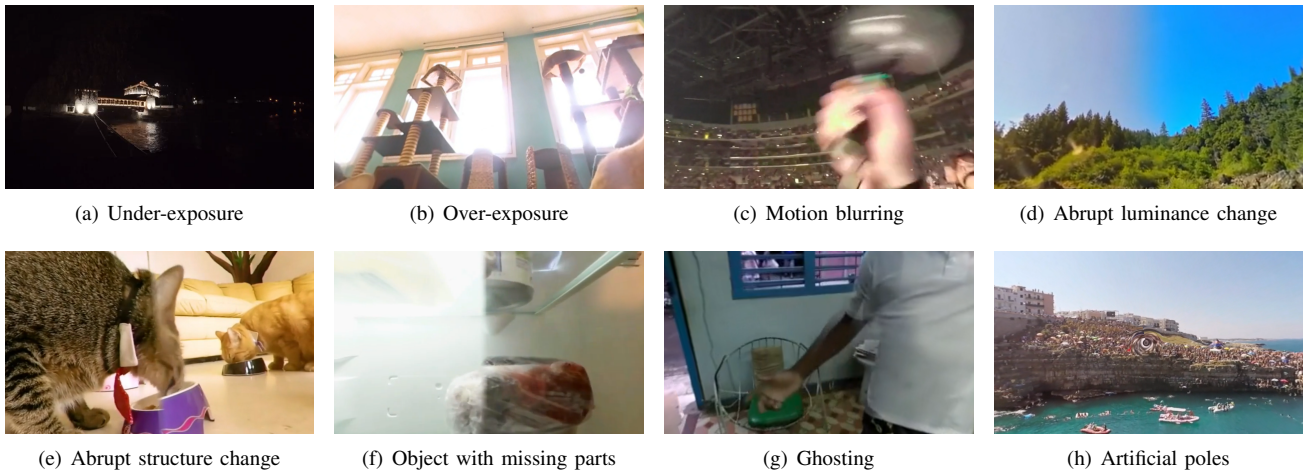 (a) Under-exposure
(b) Over-exposure
(c) Motion blurring
(d) Abrupt luminance change
(e) Abrupt structure change
(f) Object with missing parts
(g) Ghosting
(h) Artificial poles